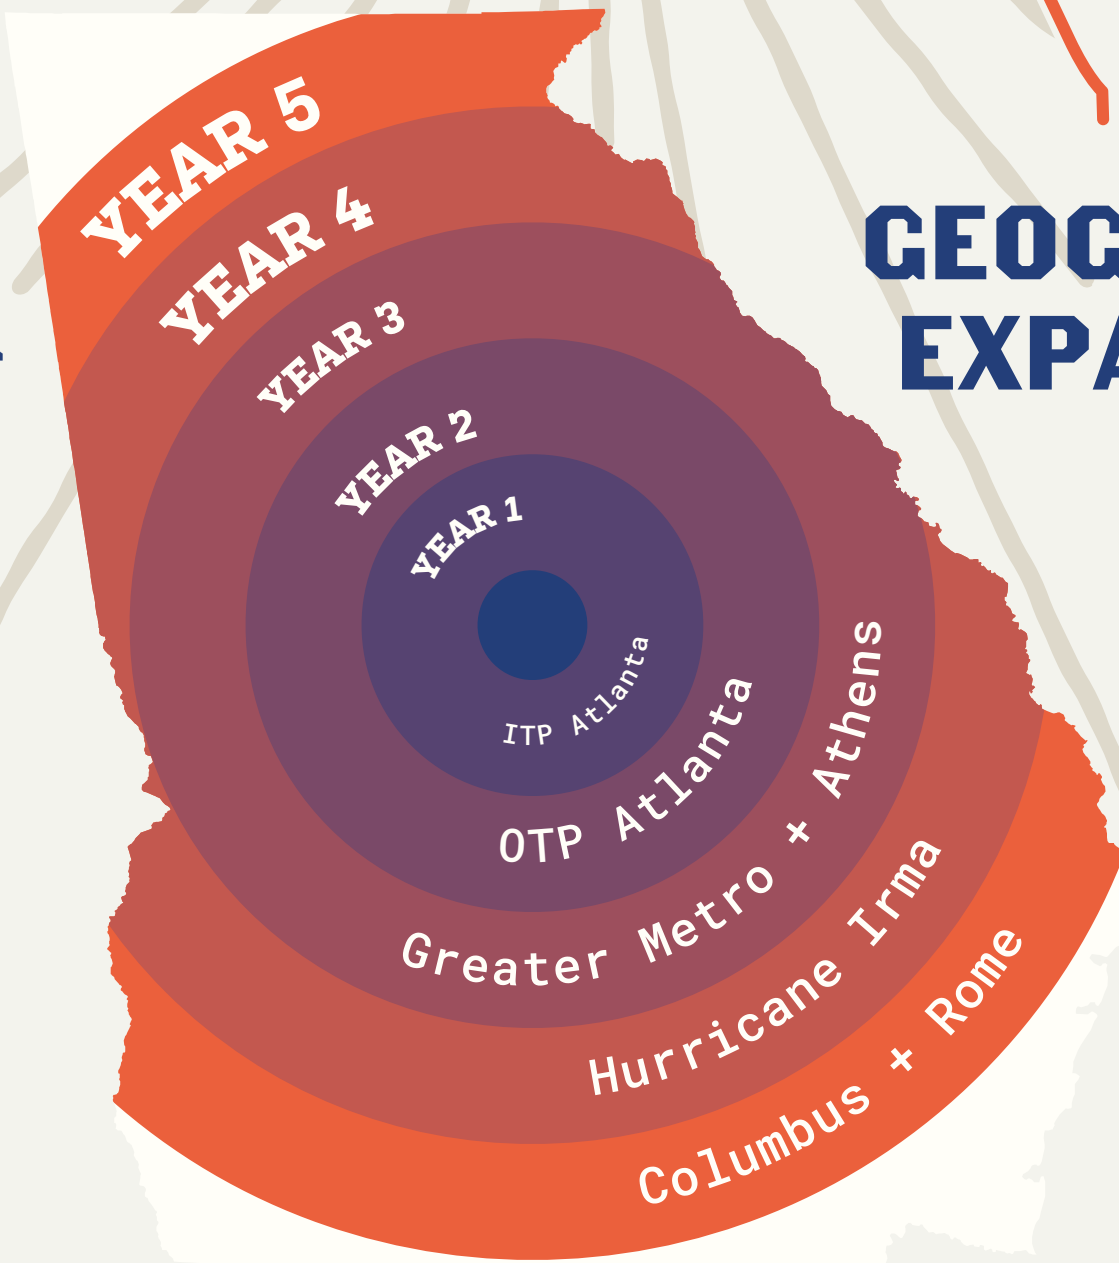 YEAR 5
YEAR 4
YEAR 3
YEAR 2
YEAR 1
ITP Atlanta
OTP Atlanta
Greater Metro + Athens
Hurricane Irma
Columbus + Rome
GEOG
EXPA